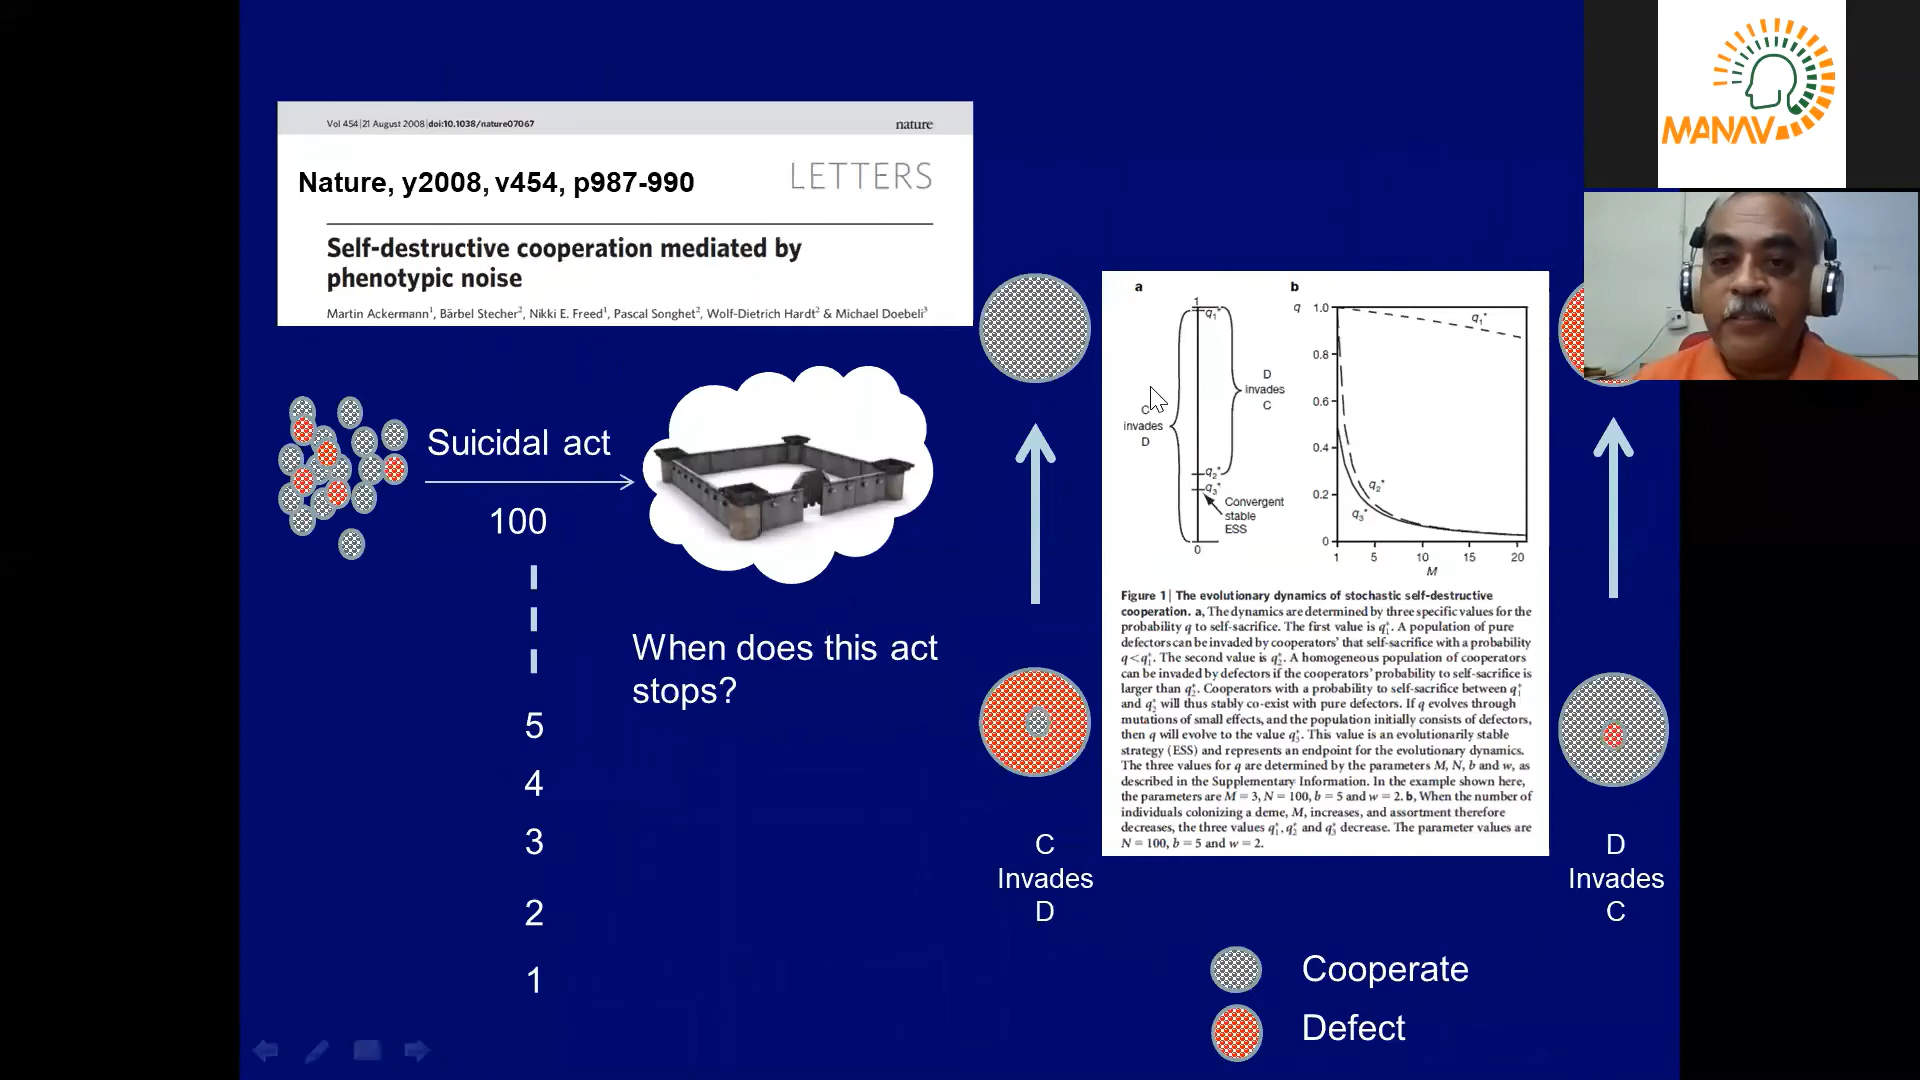 Vol 454|21 August 2008|doi:10.1038/nature07067
nature
Nature, y2008, v454, p987-990
LETTERS
Self-destructive cooperation mediated by
phenotypic noise
Martin Ackermann¹, Bärbel Stecher², Nikki E. Freed¹, Pascal Songhet², Wolf-Dietrich Hardt² & Michael Doebeli³
MANAV
Suicidal act
100
5
4
3
2
1
When does this act
stops?
C
Invades
D
a
1
q₁*
D
invades
C
C
invades
D
q₂*
q₃*
Convergent
stable
ESS
0
b
q
1.0
0.8
0.6
0.4
0.2
0
q₁*
q₂*
q₃*
1
5
10
15
20
M
Figure 1 | The evolutionary dynamics of stochastic self-destructive
cooperation. a, The dynamics are determined by three specific values for the
probability q to self-sacrifice. The first value is q₁*. A population of pure
defectors can be invaded by cooperators' that self-sacrifice with a probability
q < q₁*. The second value is q₂*. A homogeneous population of cooperators
can be invaded by defectors if the cooperators' probability to self-sacrifice is
larger than q₂*. Cooperators with a probability to self-sacrifice between q₁*
and q₂* will thus stably co-exist with pure defectors. If q evolves through
mutations of small effects, and the population initially consists of defectors,
then q will evolve to the value q₃*. This value is an evolutionarily stable
strategy (ESS) and represents an endpoint for the evolutionary dynamics.
The three values for q are determined by the parameters M, N, b and w, as
described in the Supplementary Information. In the example shown here,
the parameters are M = 3, N = 100, b = 5 and w = 2. b, When the number of
individuals colonizing a deme, M, increases, and assortment therefore
decreases, the three values q₁*, q₂* and q₃* decrease. The parameter values are
N = 100, b = 5 and w = 2.
D
Invades
C
Cooperate
Defect